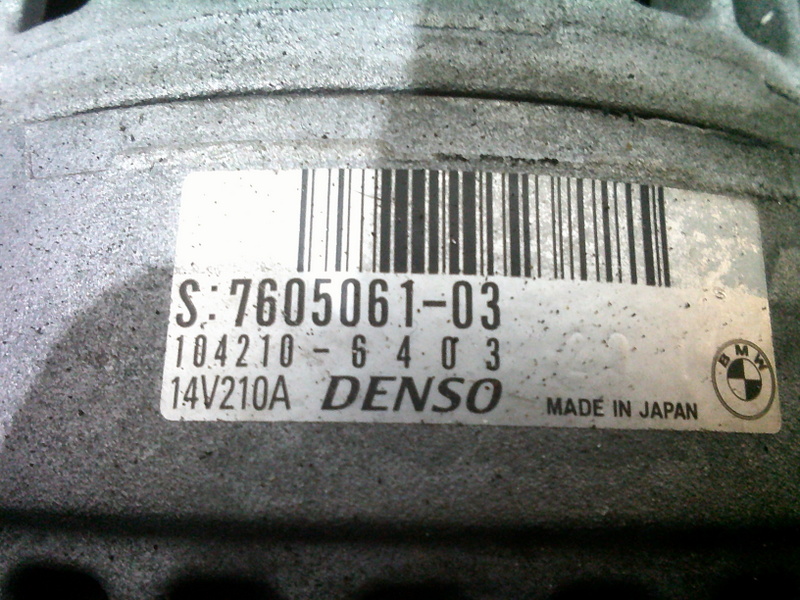 S:7605061-03
104210-6403
14V210A DENSO MADE IN JAPAN
BMW